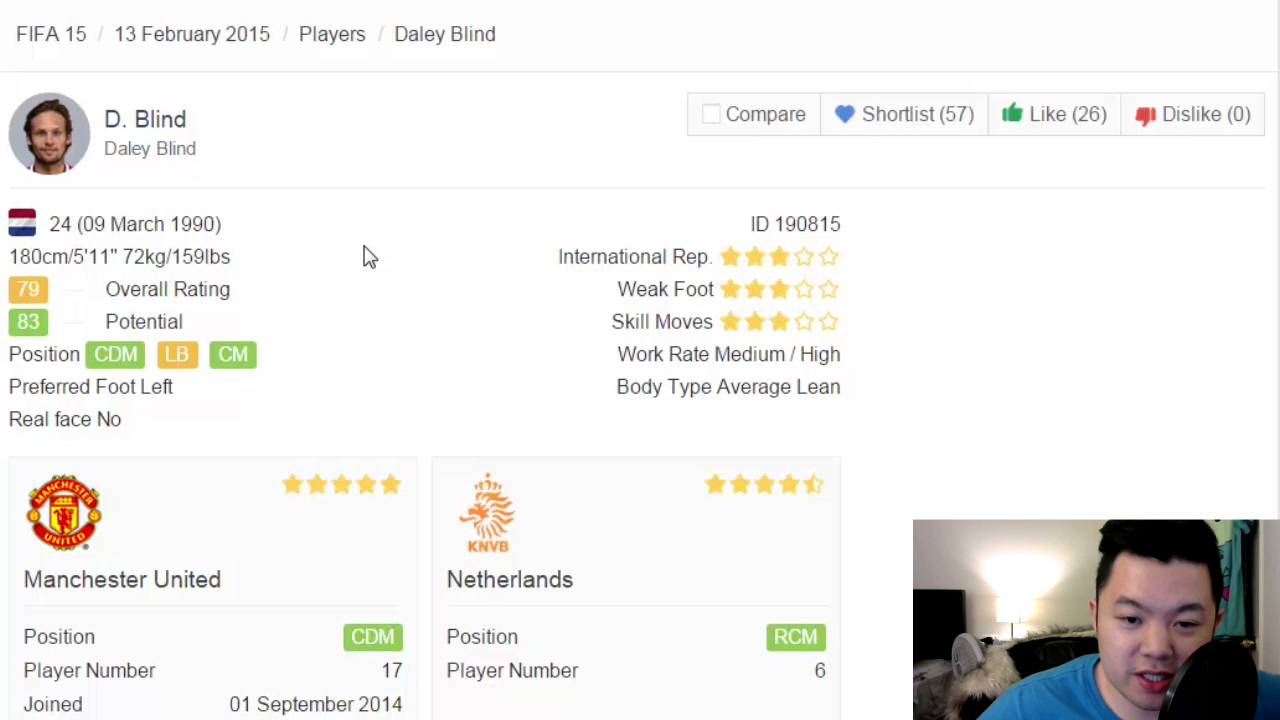 FIFA 15 / 13 February 2015 / Players / Daley Blind
D. Blind
Daley Blind
Compare
Shortlist (57)
Like (26)
Dislike (0)
24 (09 March 1990)
180cm/5'11" 72kg/159lbs
79 Overall Rating
83 Potential
Position CDM LB CM
Preferred Foot Left
Real face No
ID 190815
International Rep.
Weak Foot
Skill Moves
Work Rate Medium / High
Body Type Average Lean
MANCHESTER
UNITED
Manchester United
Position CDM
Player Number 17
Joined 01 September 2014
KNVB
Netherlands
Position RCM
Player Number 6